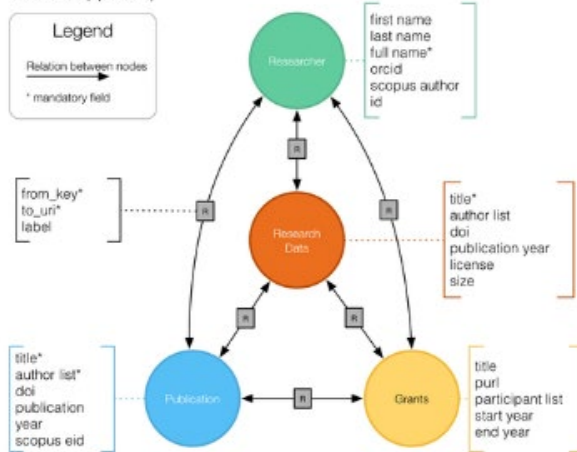 Legend
Relation between nodes
* mandatory field
Researcher
first name
last name
full name*
orcid
scopus author
id
R
from_key*
to_uri*
label
R
R
Research
Data
title*
author list
doi
publication year
license
size
R
R
title*
author list*
doi
publication
year
scopus eid
Publication
R
Grants
title
purl
participant list
start year
end year